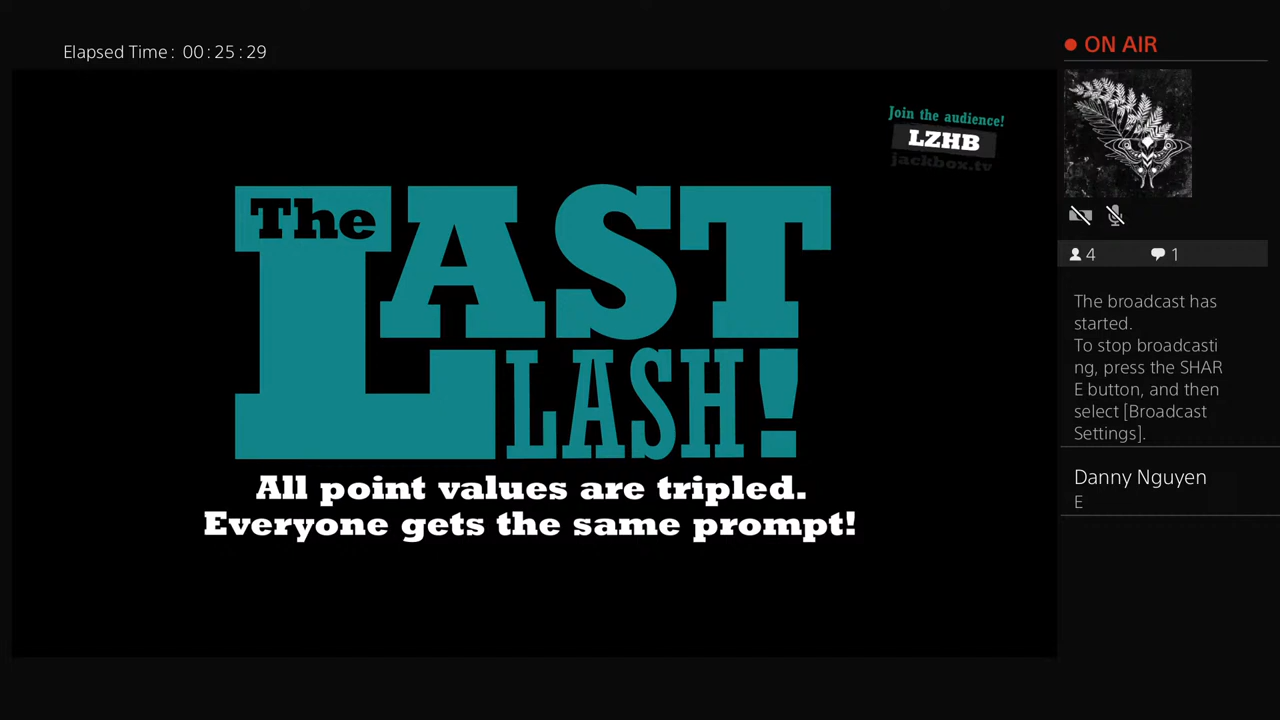 Elapsed Time: 00:25:29
ON AIR
Join the audience!
LZHB
jackbox.tv
The
LAST
LASH!
All point values are tripled.
Everyone gets the same prompt!
4 1
The broadcast has
started.
To stop broadcasti
ng, press the SHAR
E button, and then
select [Broadcast
Settings].
Danny Nguyen
E